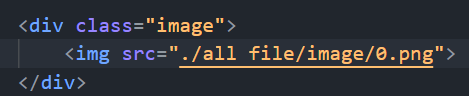 <div class="image">
<img src="./all file/image/0.png">
</div>